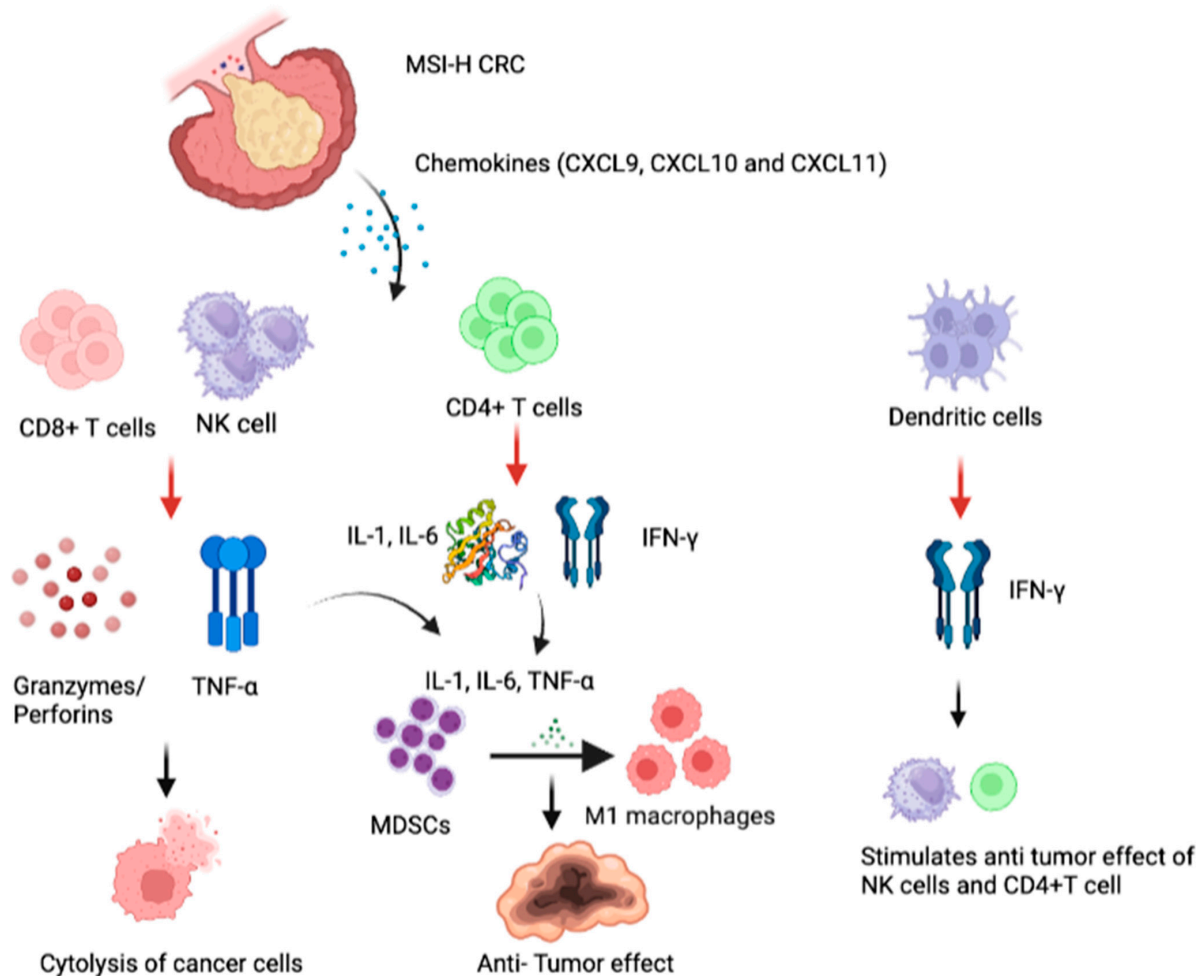 MSI-H CRC
Chemokines (CXCL9, CXCL10 and CXCL11)
CD8+ T cells
NK cell
CD4+ T cells
Dendritic cells
IL-1, IL-6
IFN-γ
IFN-γ
Granzymes/
Perforins
TNF-α
IL-1, IL-6, TNF-α
MDSCs
M1 macrophages
Stimulates anti tumor effect of
NK cells and CD4+T cell
Cytolysis of cancer cells
Anti- Tumor effect